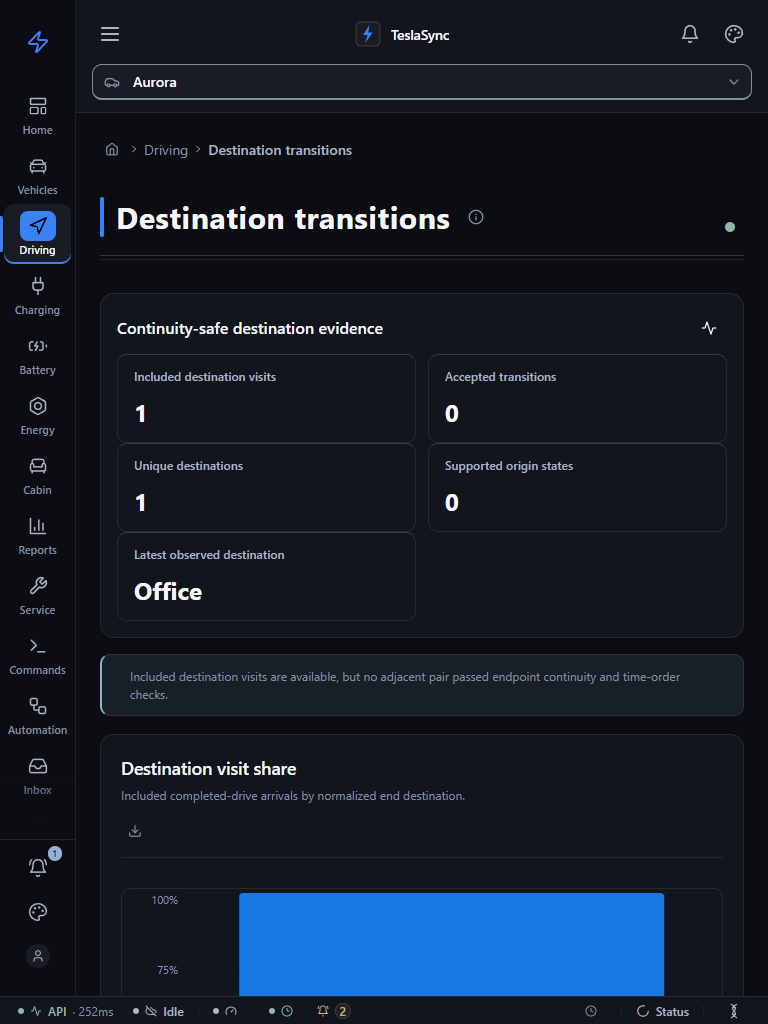 TeslaSync
Aurora
Home
Vehicles
Driving
Charging
Battery
Energy
Cabin
Reports
Service
Commands
Automation
Inbox
1
Driving
Destination transitions
Destination transitions
Continuity-safe destination evidence
Included destination visits
1
Accepted transitions
0
Unique destinations
1
Supported origin states
0
Latest observed destination
Office
Included destination visits are available, but no adjacent pair passed endpoint continuity and time-order
checks.
Destination visit share
Included completed-drive arrivals by normalized end destination.
100%
75%
API · 252ms
Idle
2
Status